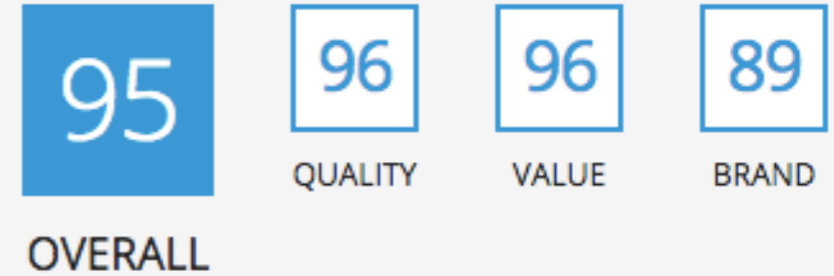 95
OVERALL
96
QUALITY
96
VALUE
89
BRAND